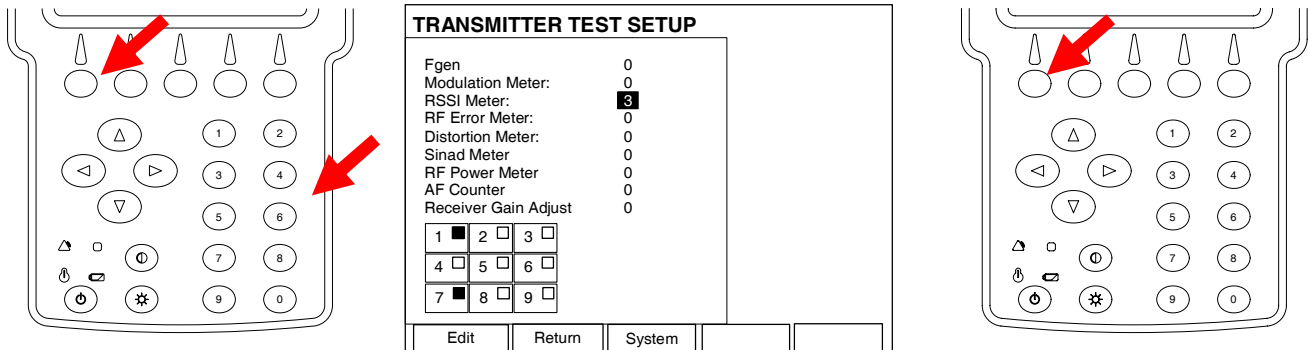 1 2
3 4
5 6
7 8
9 0
TRANSMITTER TEST SETUP
Fgen 0
Modulation Meter: 0
RSSI Meter: 3
RF Error Meter: 0
Distortion Meter: 0
Sinad Meter 0
RF Power Meter 0
AF Counter 0
Receiver Gain Adjust 0
1 2 3
4 5 6
7 8 9
Edit Return System
1 2
3 4
5 6
7 8
9 0